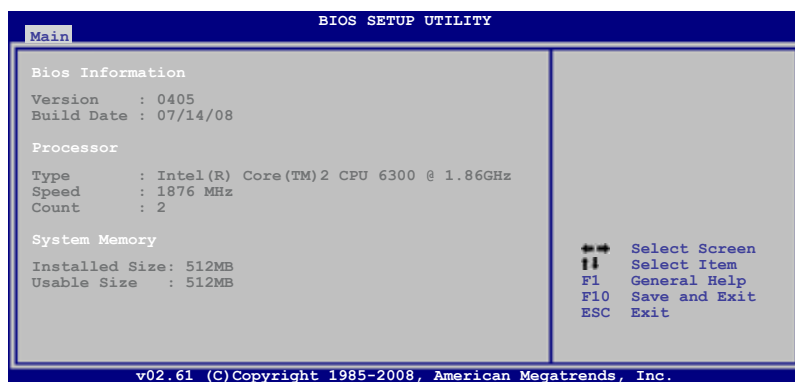 BIOS SETUP UTILITY
Main
Bios Information
Version : 0405
Build Date : 07/14/08
Processor
Type : Intel(R) Core(TM)2 CPU 6300 @ 1.86GHz
Speed : 1876 MHz
Count : 2
System Memory
Installed Size: 512MB
Usable Size : 512MB
Select Screen
Select Item
F1 General Help
F10 Save and Exit
ESC Exit
v02.61 (C)Copyright 1985-2008, American Megatrends, Inc.